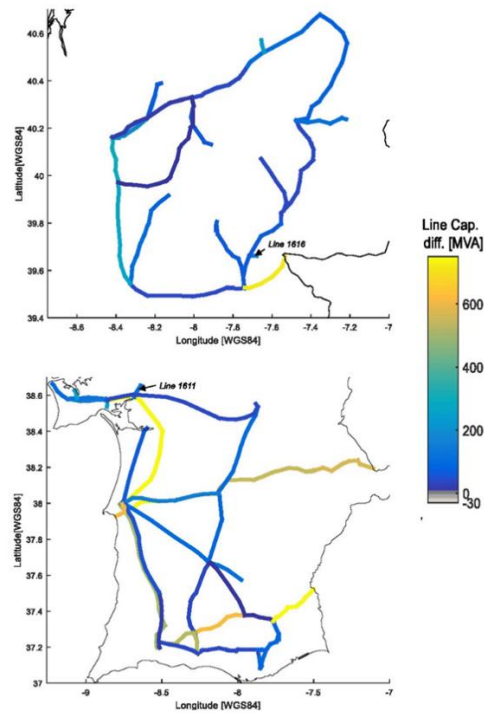 40.6
40.4
40.2
40
39.8
39.6
39.4
Latitude[WGS84]
Line 1616
-8.6 -8.4 -8.2 -8 -7.8 -7.6 -7.4 -7.2 -7
Longitude [WGS84]
Line Cap.
diff. [MVA]
600
400
200
0
-30
38.6
38.4
38.2
38
37.8
37.6
37.4
37.2
37
Latitude[WGS84]
Line 1611
-9 -8.5 -8 -7.5 -7
Longitude [WGS84]